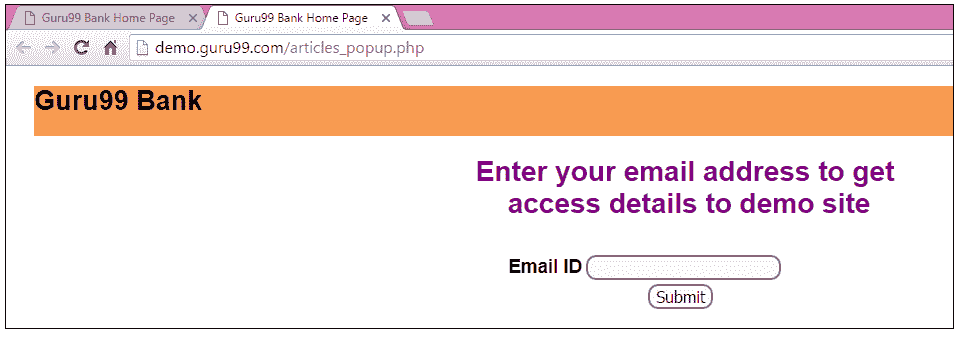 Guru99 Bank Home Page
Guru99 Bank Home Page
demo.guru99.com/articles_popup.php
Guru99 Bank
Enter your email address to get
access details to demo site
Email ID
Submit